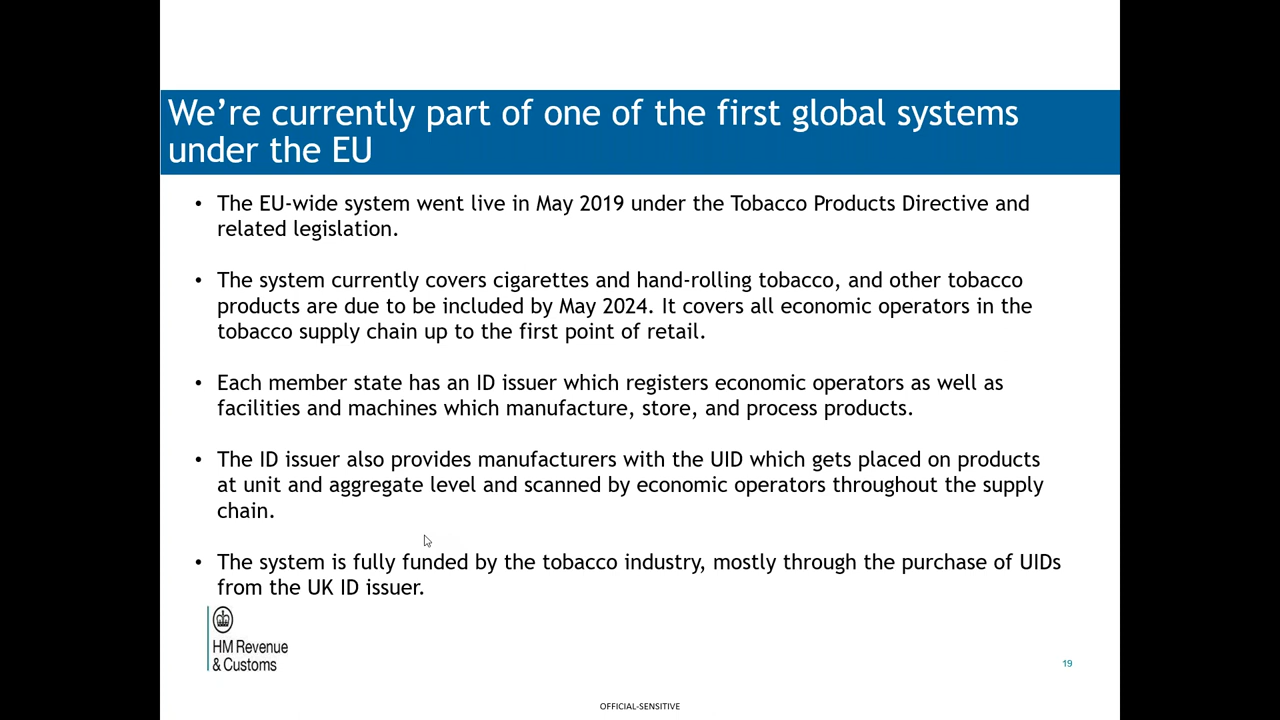 We’re currently part of one of the first global systems
under the EU
• The EU-wide system went live in May 2019 under the Tobacco Products Directive and
related legislation.
• The system currently covers cigarettes and hand-rolling tobacco, and other tobacco
products are due to be included by May 2024. It covers all economic operators in the
tobacco supply chain up to the first point of retail.
• Each member state has an ID issuer which registers economic operators as well as
facilities and machines which manufacture, store, and process products.
• The ID issuer also provides manufacturers with the UID which gets placed on products
at unit and aggregate level and scanned by economic operators throughout the supply
chain.
• The system is fully funded by the tobacco industry, mostly through the purchase of UIDs
from the UK ID issuer.
HM Revenue
& Customs
19
OFFICIAL-SENSITIVE